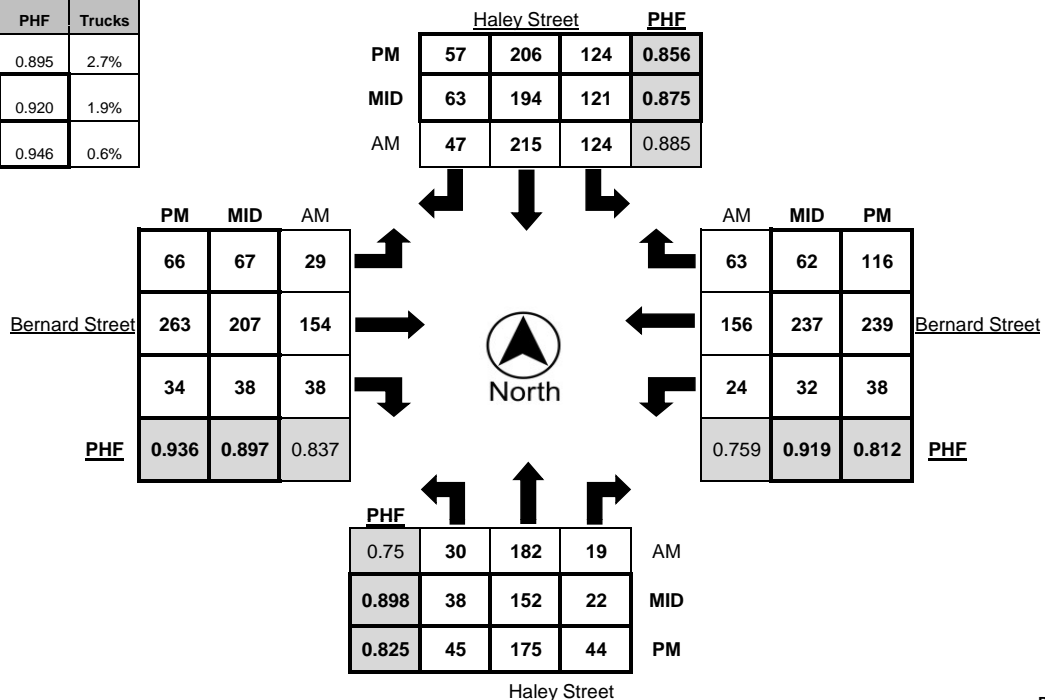 PHF Trucks
0.895 2.7%
0.920 1.9%
0.946 0.6%
Haley Street PHF
PM 57 206 124 0.856
MID 63 194 121 0.875
AM 47 215 124 0.885
PM MID AM
66 67 29
Bernard Street 263 207 154
34 38 38
PHF 0.936 0.897 0.837
North
AM MID PM
63 62 116
156 237 239 Bernard Street
24 32 38
0.759 0.919 0.812 PHF
PHF
0.75 30 182 19 AM
0.898 38 152 22 MID
0.825 45 175 44 PM
Haley Street